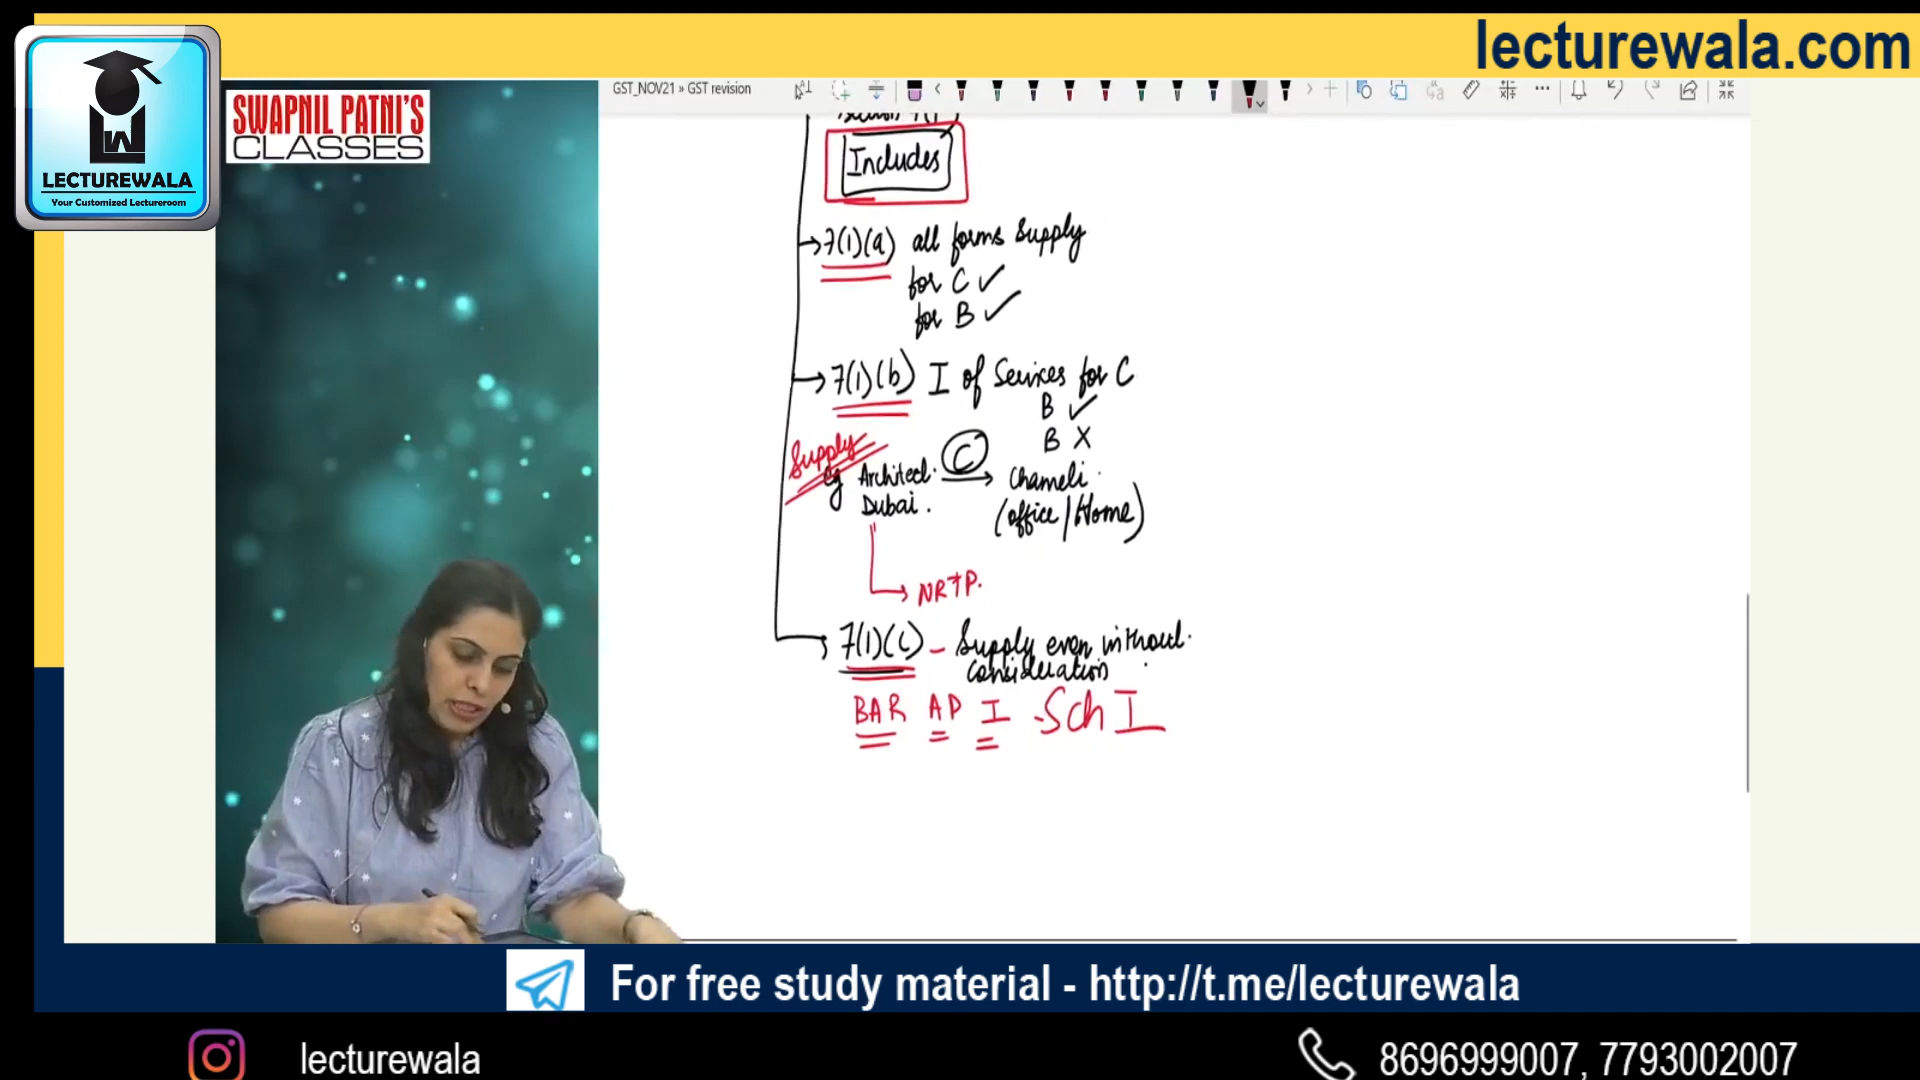 lecturewala.com
GST_NOV21 » GST revision
SWAPNIL PATNI'S
CLASSES
LECTUREWALA
Your Customized Lectureroom
Includes
7(1)(a) all forms Supply
for C ✓
for B ✓
7(1)(b) I of Services for C
B ✓
B X
Supply
eg Architect. C → Chameli.
Dubai. (office/Home)
NRTP.
7(1)(c) - Supply even without.
consideration
BAR AP I - Sch I
For free study material - http://t.me/lecturewala
lecturewala
8696999007, 7793002007